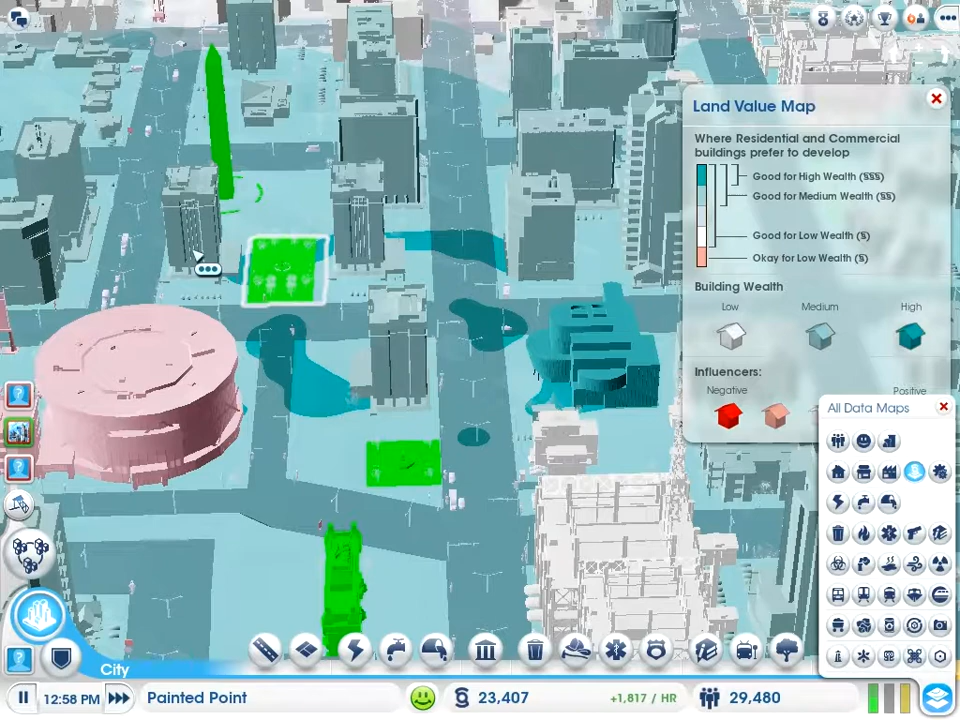 Land Value Map
Where Residential and Commercial
buildings prefer to develop
Good for High Wealth (§§§)
Good for Medium Wealth (§§)
Good for Low Wealth (§)
Okay for Low Wealth (§)
Building Wealth
Low
Medium
High
Influencers:
Negative
Positive
All Data Maps
City
12:58 PM
Painted Point
23,407
+1,817 / HR
29,480